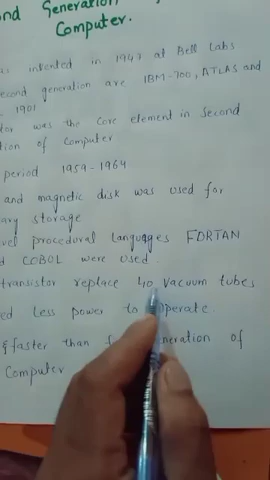 ond Generation
Computer.
invented in 1947 at Bell Labs
econd generation are IBM-700, ATLAS and
- 1901
tor was the core element in Second
tion of Computer
period 1959-1964
and magnetic disk was used for
ary storage
vel procedural languages FORTAN
d COBOL were used
transistor replace 40 Vacuum tubes
ed Less power to Operate
&faster than eneration of
Computer